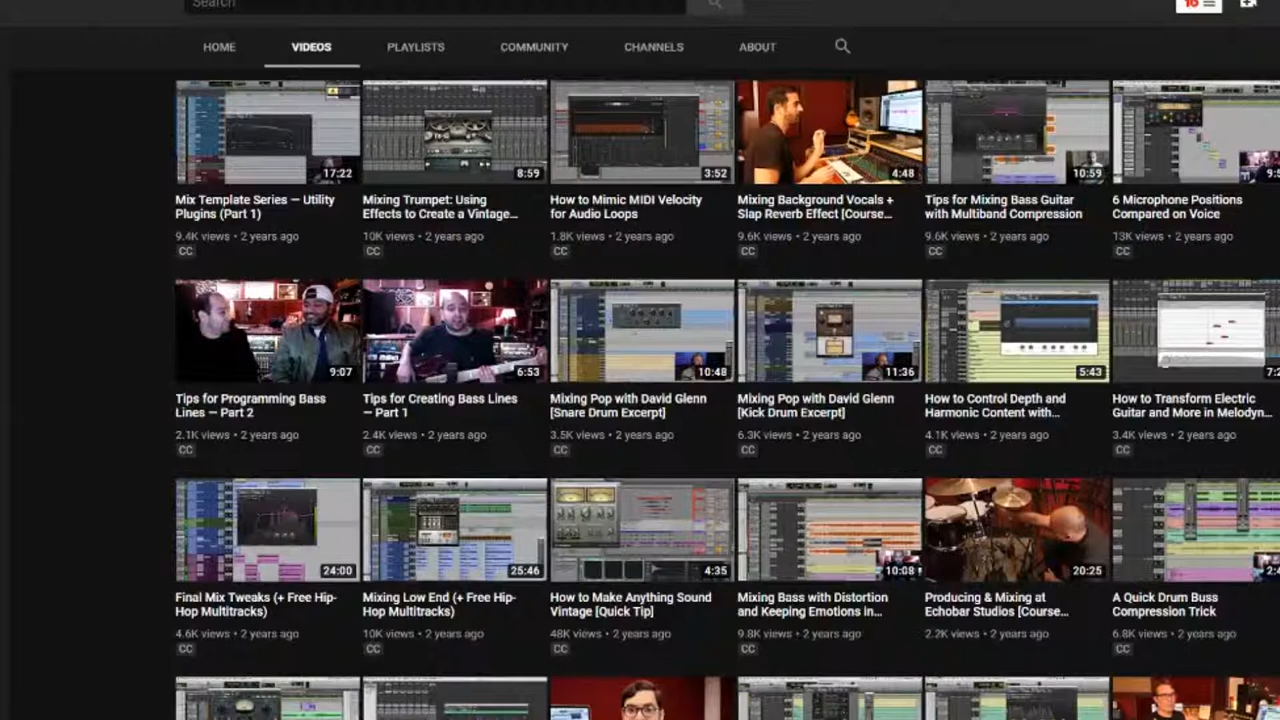 Search
HOME VIDEOS PLAYLISTS COMMUNITY CHANNELS ABOUT
17:22 8:59 3:52 4:48 10:59
Mix Template Series — Utility Mixing Trumpet: Using How to Mimic MIDI Velocity Mixing Background Vocals + Tips for Mixing Bass Guitar 6 Microphone Positions
Plugins (Part 1) Effects to Create a Vintage... for Audio Loops Slap Reverb Effect [Course... with Multiband Compression Compared on Voice
9.4K views • 2 years ago 10K views • 2 years ago 1.8K views • 2 years ago 9.6K views • 2 years ago 9.6K views • 2 years ago 13K views • 2 years ago
CC CC CC CC CC CC
9:07 6:53 10:48 11:36 5:43
Tips for Programming Bass Tips for Creating Bass Lines Mixing Pop with David Glenn Mixing Pop with David Glenn How to Control Depth and How to Transform Electric
Lines — Part 2 — Part 1 [Snare Drum Excerpt] [Kick Drum Excerpt] Harmonic Content with... Guitar and More in Melodyn...
2.1K views • 2 years ago 2.4K views • 2 years ago 3.5K views • 2 years ago 6.3K views • 2 years ago 4.1K views • 2 years ago 3.4K views • 2 years ago
CC CC CC CC CC CC
24:00 25:46 4:35 10:08 20:25
Final Mix Tweaks (+ Free Hip- Mixing Low End (+ Free Hip- How to Make Anything Sound Mixing Bass with Distortion Producing & Mixing at A Quick Drum Buss
Hop Multitracks) Hop Multitracks) Vintage [Quick Tip] and Keeping Emotions in... Echobar Studios [Course... Compression Trick
4.6K views • 2 years ago 10K views • 2 years ago 48K views • 2 years ago 9.8K views • 2 years ago 2.2K views • 2 years ago 6.8K views • 2 years ago
CC CC CC CC CC